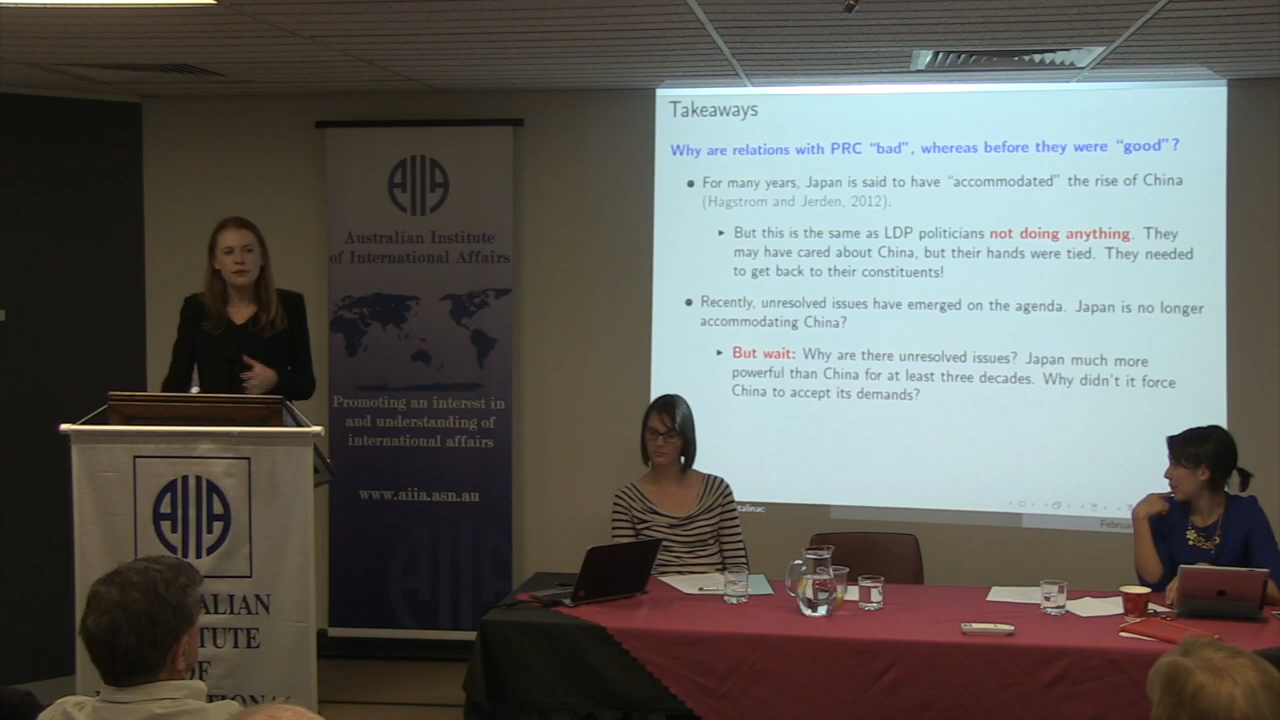 AIIA
Australian Institute
of International Affairs
Promoting an interest in
and understanding of
international affairs
www.aiia.asn.au
AIIA
AIIA
ALIAN
TUTE
OF
Takeaways
Why are relations with PRC “bad”, whereas before they were “good”?
For many years, Japan is said to have “accommodated” the rise of China
(Hagstrom and Jerden, 2012).
But this is the same as LDP politicians not doing anything. They
may have cared about China, but their hands were tied. They needed
to get back to their constituents!
Recently, unresolved issues have emerged on the agenda. Japan is no longer
accommodating China?
But wait: Why are there unresolved issues? Japan much more
powerful than China for at least three decades. Why didn't it force
China to accept its demands?
talinac
Februar